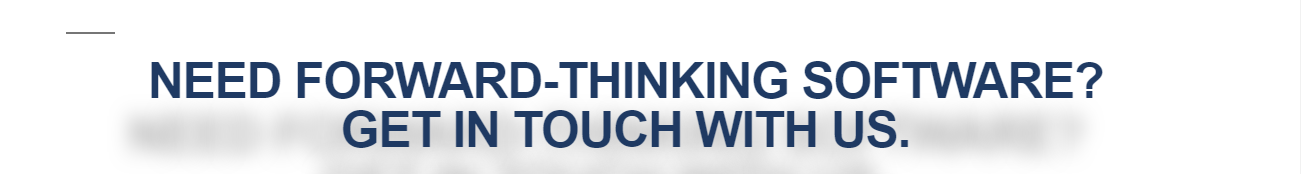 NEED FORWARD-THINKING SOFTWARE?
GET IN TOUCH WITH US.